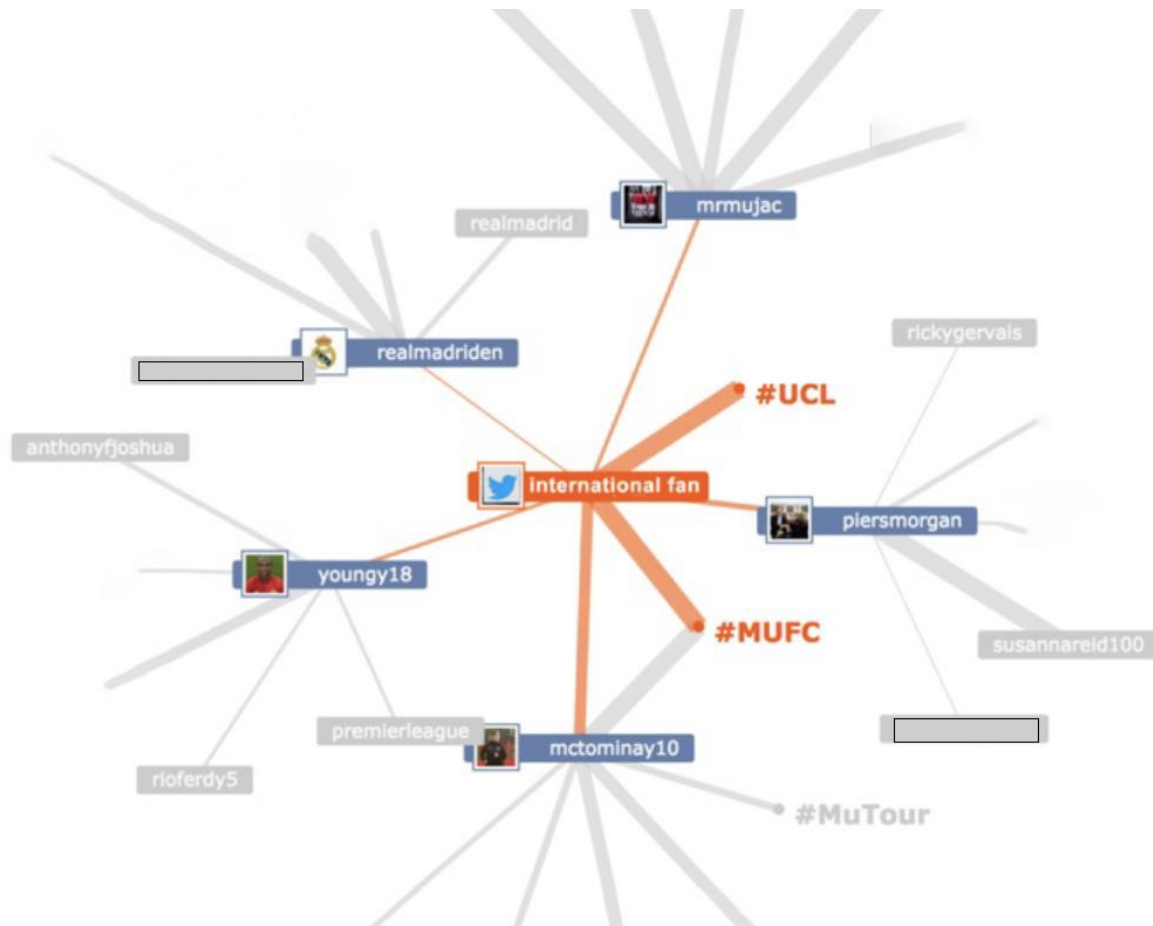 mrmujac
realmadrid
rickygervais
realmadriden
#UCL
anthonyfjoshua
international fan
piersmorgan
youngy18
#MUFC
susannareid100
premierleague
mctominay10
rioferdy5
#MuTour